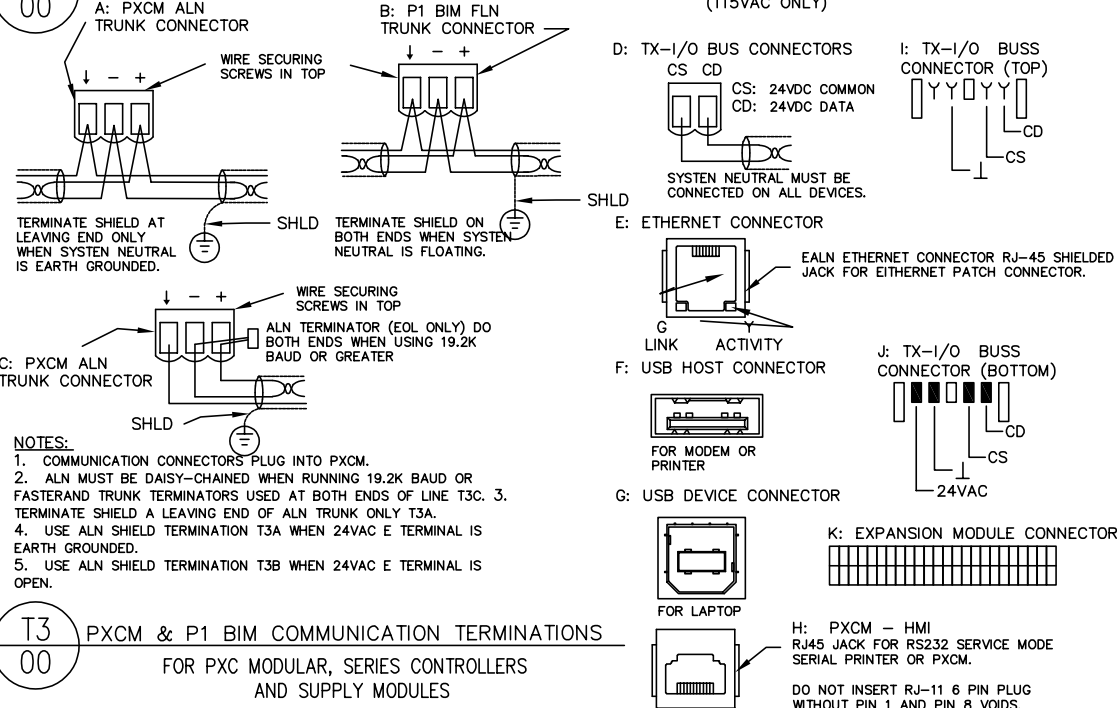 00
A: PXCM ALN
TRUNK CONNECTOR
↓ – +
WIRE SECURING
SCREWS IN TOP
B: P1 BIM FLN
TRUNK CONNECTOR
↓ – +
TERMINATE SHIELD AT
LEAVING END ONLY
WHEN SYSTEN NEUTRAL
IS EARTH GROUNDED.
SHLD
TERMINATE SHIELD ON
BOTH ENDS WHEN SYSTEN
NEUTRAL IS FLOATING.
SHLD
↓ – +
WIRE SECURING
SCREWS IN TOP
ALN TERMINATOR (EOL ONLY) DO
BOTH ENDS WHEN USING 19.2K
BAUD OR GREATER
C: PXCM ALN
TRUNK CONNECTOR
SHLD
NOTES:
1. COMMUNICATION CONNECTORS PLUG INTO PXCM.
2. ALN MUST BE DAISY–CHAINED WHEN RUNNING 19.2K BAUD OR
FASTERAND TRUNK TERMINATORS USED AT BOTH ENDS OF LINE T3C. 3.
TERMINATE SHIELD A LEAVING END OF ALN TRUNK ONLY T3A.
4. USE ALN SHIELD TERMINATION T3A WHEN 24VAC E TERMINAL IS
EARTH GROUNDED.
5. USE ALN SHIELD TERMINATION T3B WHEN 24VAC E TERMINAL IS
OPEN.
T3
00
PXCM & P1 BIM COMMUNICATION TERMINATIONS
FOR PXC MODULAR, SERIES CONTROLLERS
AND SUPPLY MODULES
(115VAC ONLY)
D: TX–I/O BUS CONNECTORS
CS CD
CS: 24VDC COMMON
CD: 24VDC DATA
SYSTEN NEUTRAL MUST BE
CONNECTED ON ALL DEVICES.
I: TX–I/O BUSS
CONNECTOR (TOP)
CD
CS
E: ETHERNET CONNECTOR
EALN ETHERNET CONNECTOR RJ–45 SHIELDED
JACK FOR EITHERNET PATCH CONNECTOR.
G Y
LINK ACTIVITY
F: USB HOST CONNECTOR
FOR MODEM OR
PRINTER
J: TX–I/O BUSS
CONNECTOR (BOTTOM)
CD
CS
24VAC
G: USB DEVICE CONNECTOR
FOR LAPTOP
K: EXPANSION MODULE CONNECTOR
H: PXCM – HMI
RJ45 JACK FOR RS232 SERVICE MODE
SERIAL PRINTER OR PXCM.
DO NOT INSERT RJ–11 6 PIN PLUG
WITHOUT PIN 1 AND PIN 8 VOIDS